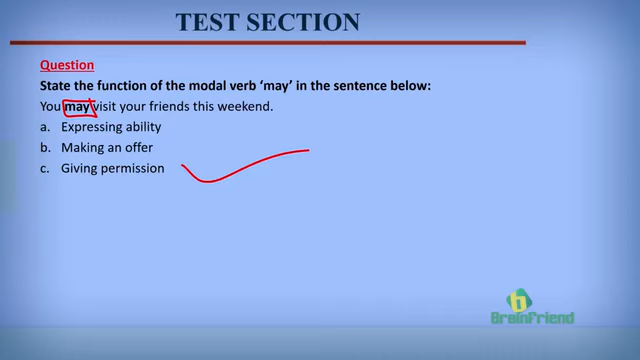 TEST SECTION
Question
State the function of the modal verb ‘may’ in the sentence below:
You may visit your friends this weekend.
a. Expressing ability
b. Making an offer
c. Giving permission
b
Brainfriend